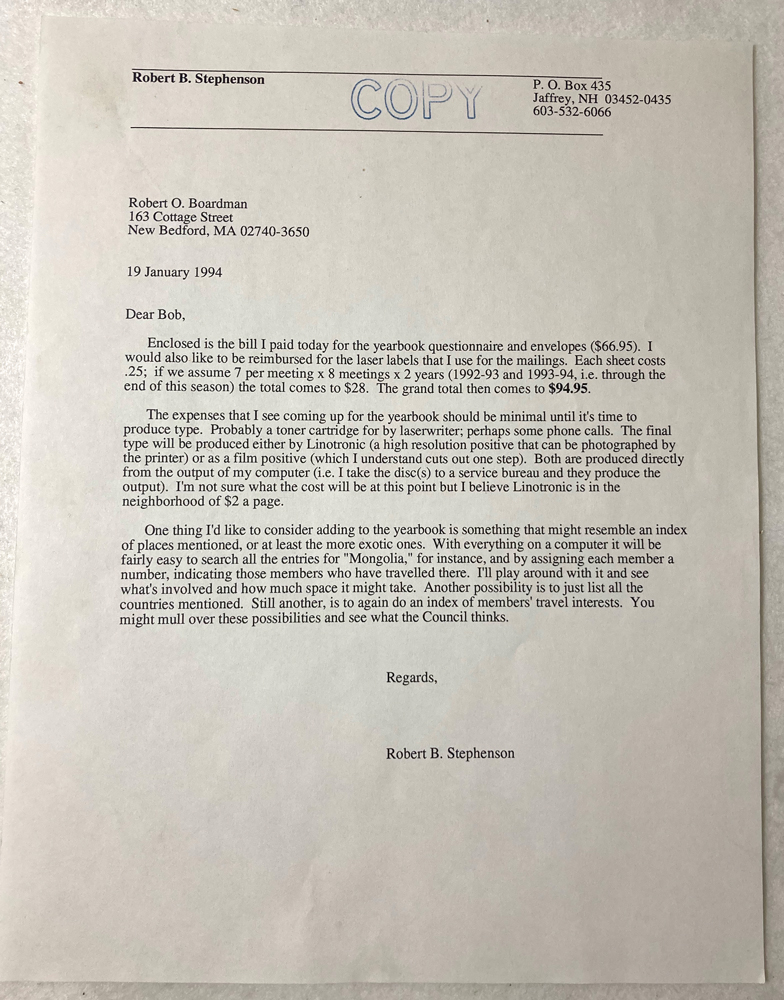 Robert B. Stephenson
COPY
P. O. Box 435
Jaffrey, NH 03452-0435
603-532-6066
Robert O. Boardman
163 Cottage Street
New Bedford, MA 02740-3650
19 January 1994
Dear Bob,
Enclosed is the bill I paid today for the yearbook questionnaire and envelopes ($66.95). I
would also like to be reimbursed for the laser labels that I use for the mailings. Each sheet costs
.25; if we assume 7 per meeting x 8 meetings x 2 years (1992-93 and 1993-94, i.e. through the
end of this season) the total comes to $28. The grand total then comes to $94.95.
The expenses that I see coming up for the yearbook should be minimal until it's time to
produce type. Probably a toner cartridge for by laserwriter; perhaps some phone calls. The final
type will be produced either by Linotronic (a high resolution positive that can be photographed by
the printer) or as a film positive (which I understand cuts out one step). Both are produced directly
from the output of my computer (i.e. I take the disc(s) to a service bureau and they produce the
output). I'm not sure what the cost will be at this point but I believe Linotronic is in the
neighborhood of $2 a page.
One thing I'd like to consider adding to the yearbook is something that might resemble an index
of places mentioned, or at least the more exotic ones. With everything on a computer it will be
fairly easy to search all the entries for "Mongolia," for instance, and by assigning each member a
number, indicating those members who have travelled there. I'll play around with it and see
what's involved and how much space it might take. Another possibility is to just list all the
countries mentioned. Still another, is to again do an index of members' travel interests. You
might mull over these possibilities and see what the Council thinks.
Regards,
Robert B. Stephenson